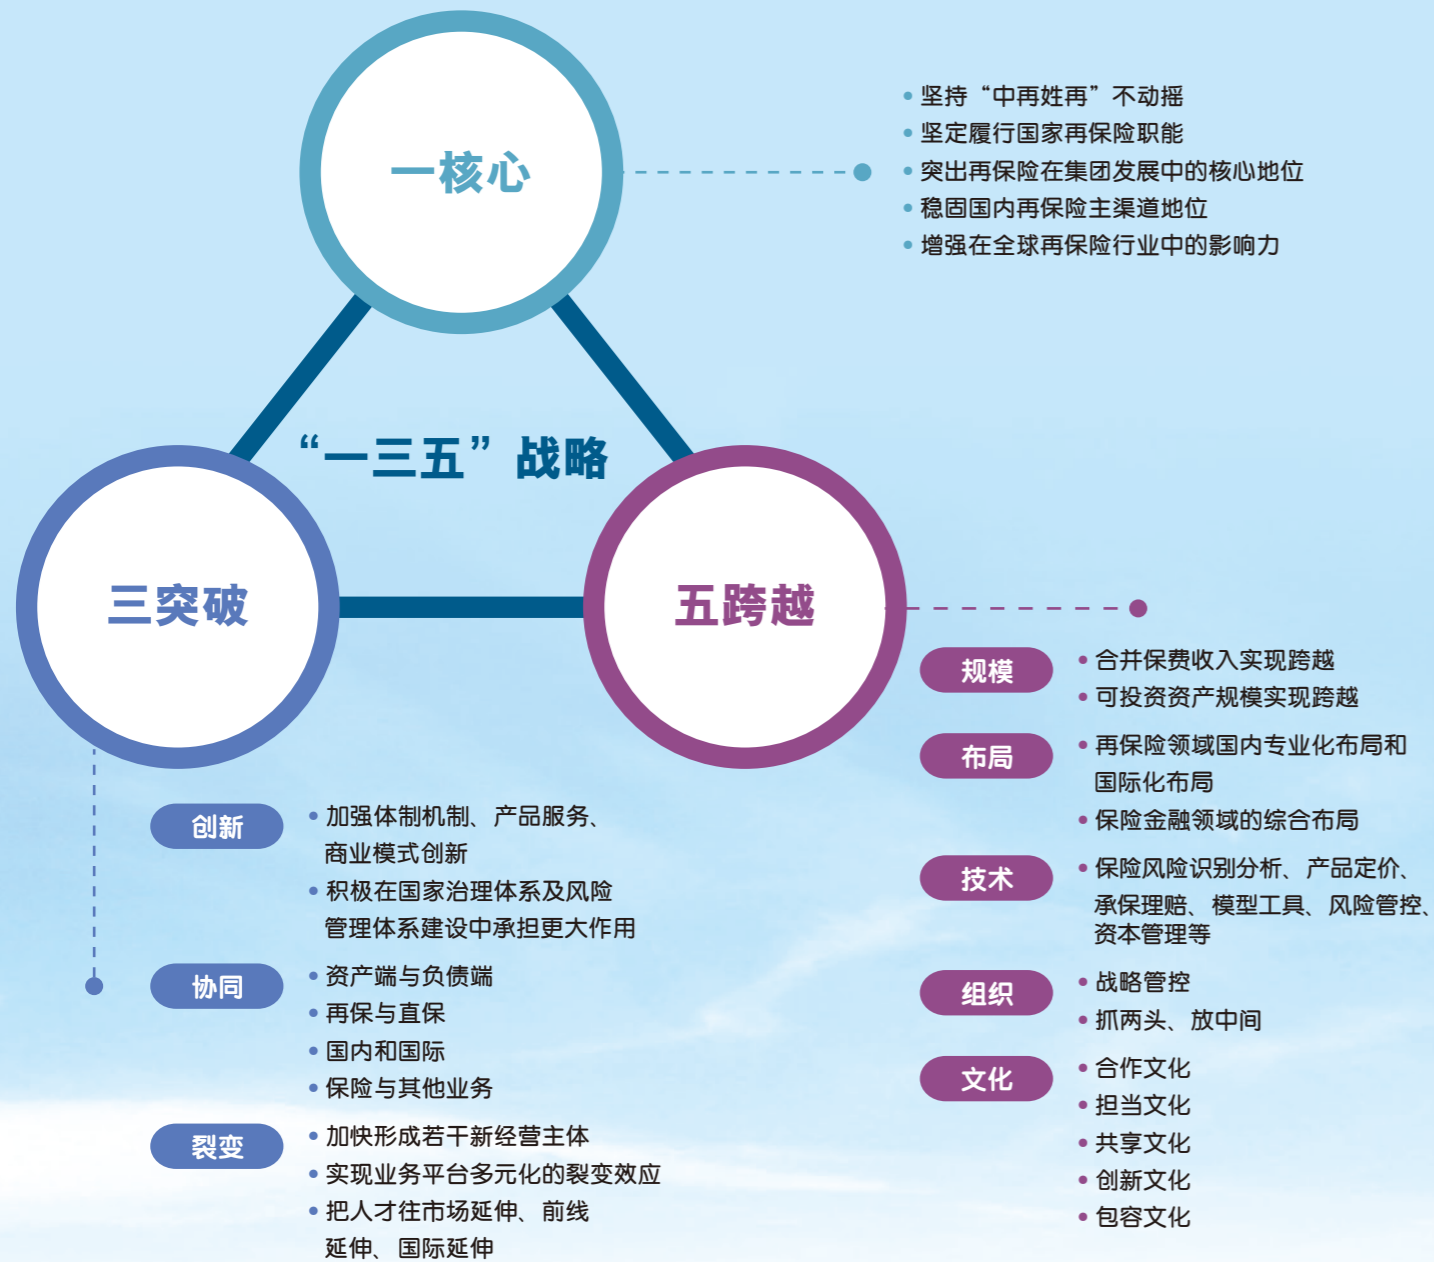 一核心
• 坚持“中再姓再”不动摇
• 坚定履行国家再保险职能
• 突出再保险在集团发展中的核心地位
• 稳固国内再保险主渠道地位
• 增强在全球再保险行业中的影响力
“一三五”战略
三突破
创新
• 加强体制机制、产品服务、
商业模式创新
• 积极在国家治理体系及风险
管理体系建设中承担更大作用
协同
• 资产端与负债端
• 再保与直保
• 国内和国际
• 保险与其他业务
裂变
• 加快形成若干新经营主体
• 实现业务平台多元化的裂变效应
• 把人才往市场延伸、前线
延伸、国际延伸
五跨越
规模
• 合并保费收入实现跨越
• 可投资资产规模实现跨越
布局
• 再保险领域国内专业化布局和
国际化布局
• 保险金融领域的综合布局
技术
• 保险风险识别分析、产品定价、
承保理赔、模型工具、风险管控、
资本管理等
组织
• 战略管控
• 抓两头、放中间
文化
• 合作文化
• 担当文化
• 共享文化
• 创新文化
• 包容文化